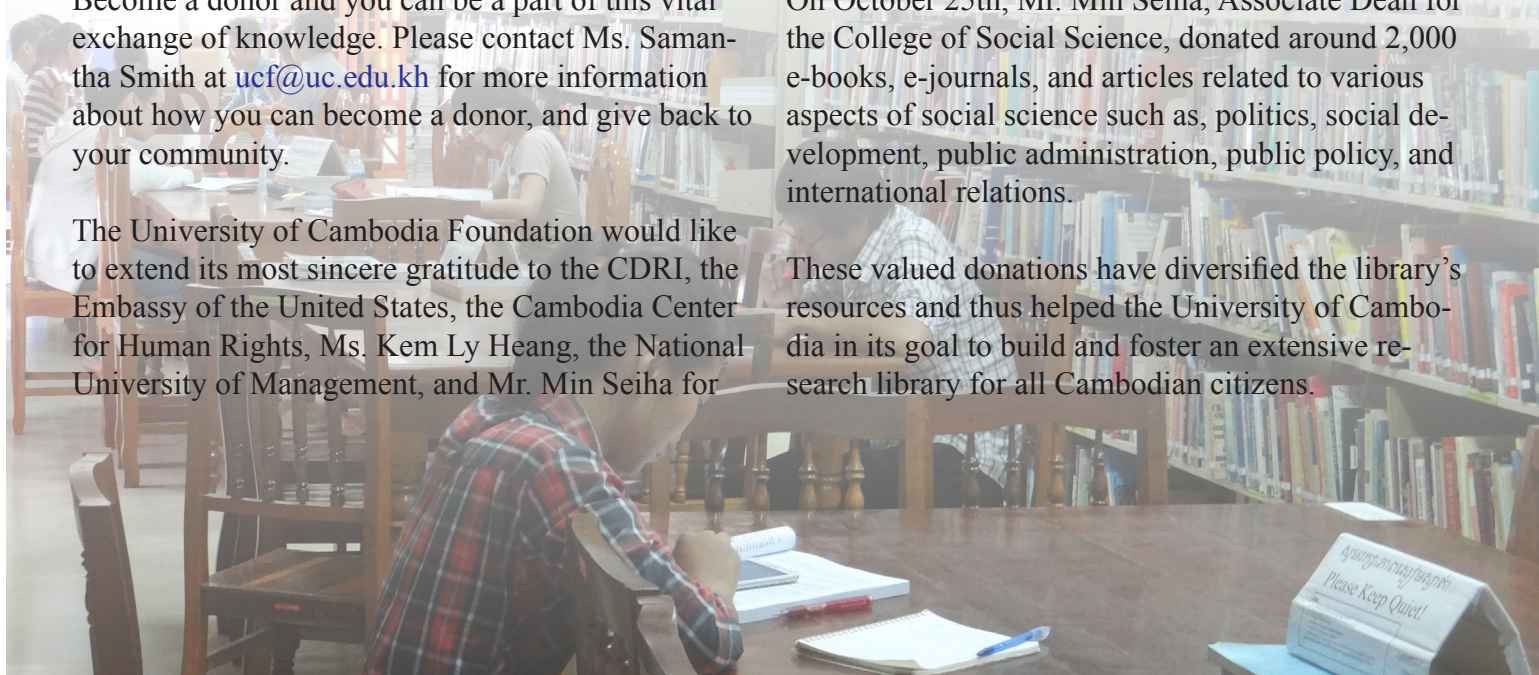 Become a donor and you can be a part of this vital
exchange of knowledge. Please contact Ms. Saman-
tha Smith at ucf@uc.edu.kh for more information
about how you can become a donor, and give back to
your community.
The University of Cambodia Foundation would like
to extend its most sincere gratitude to the CDRI, the
Embassy of the United States, the Cambodia Center
for Human Rights, Ms. Kem Ly Heang, the National
University of Management, and Mr. Min Seiha for
On October 25th, Mr. Min Seiha, Associate Dean for
the College of Social Science, donated around 2,000
e-books, e-journals, and articles related to various
aspects of social science such as, politics, social de-
velopment, public administration, public policy, and
international relations.
These valued donations have diversified the library’s
resources and thus helped the University of Cambo-
dia in its goal to build and foster an extensive re-
search library for all Cambodian citizens.
Please Keep Quiet!